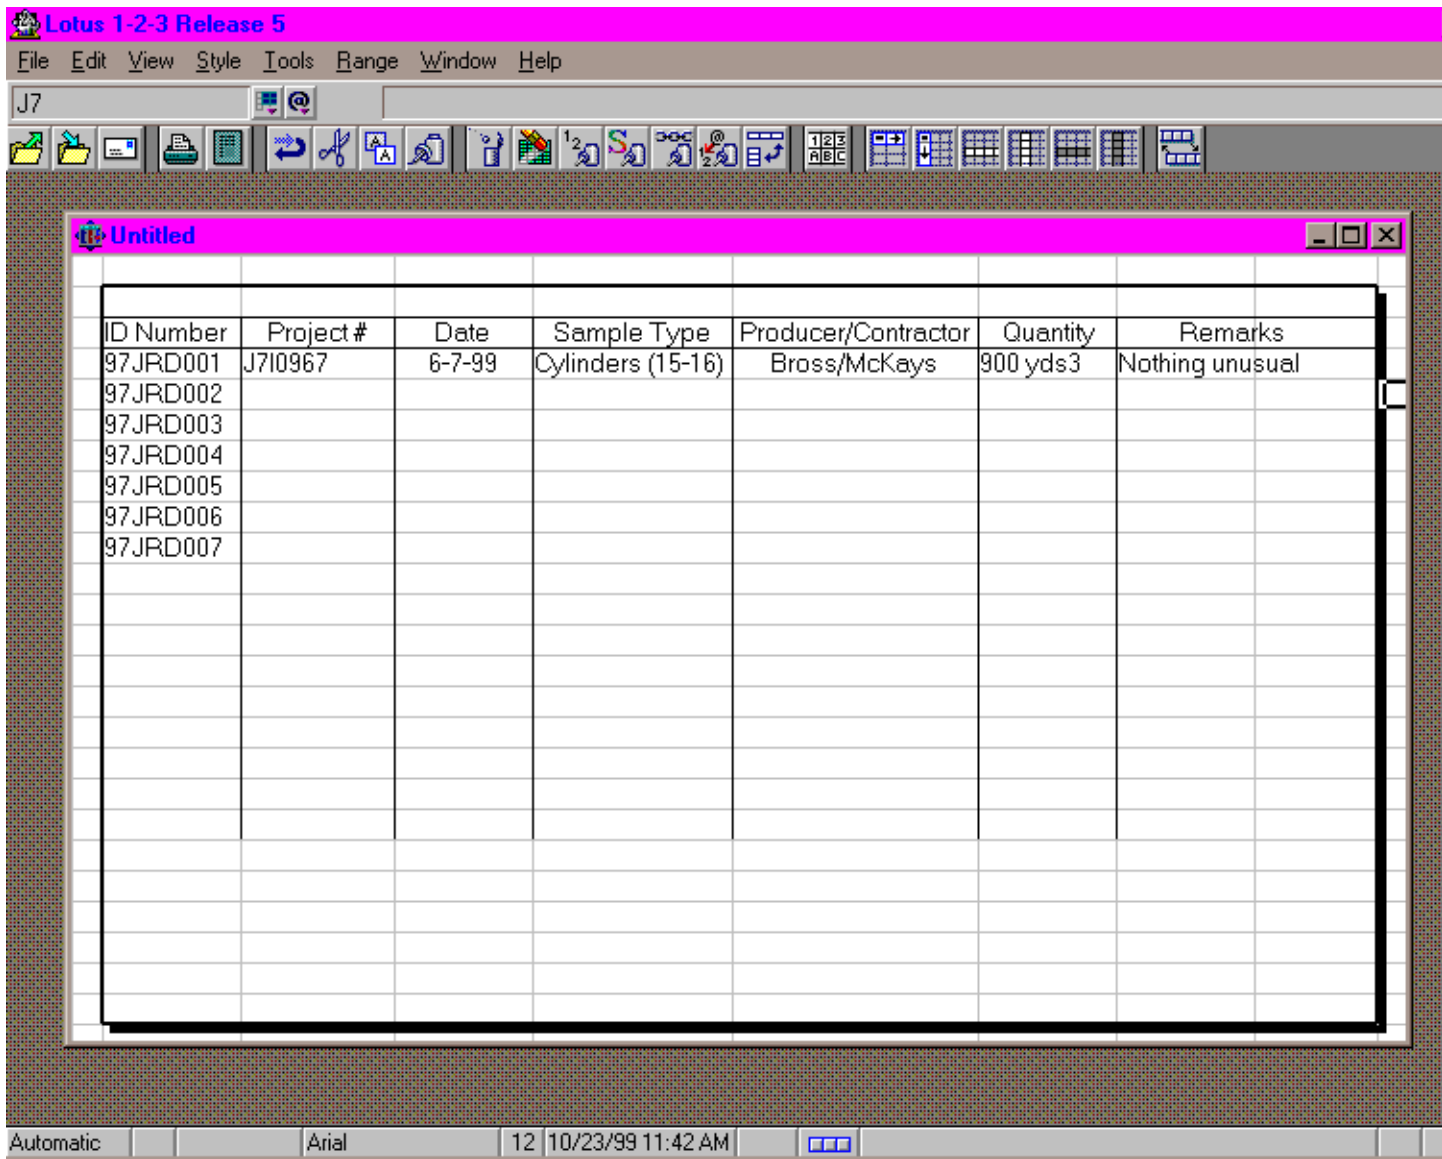 Lotus 1-2-3 Release 5
File Edit View Style Tools Range Window Help
J7
Untitled
ID Number Project # Date Sample Type Producer/Contractor Quantity Remarks
97JRD001 J7I0967 6-7-99 Cylinders (15-16) Bross/McKays 900 yds3 Nothing unusual
97JRD002
97JRD003
97JRD004
97JRD005
97JRD006
97JRD007
Automatic Arial 12 10/23/99 11:42 AM